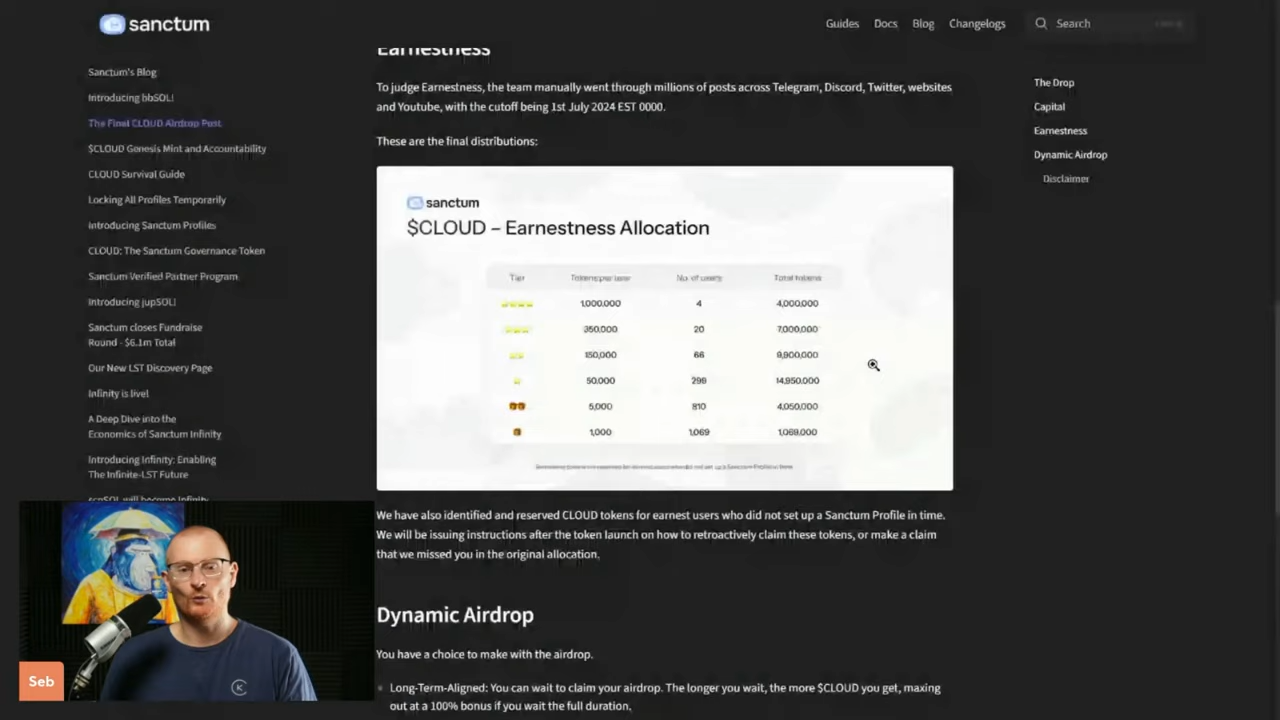 sanctum
Guides Docs Blog Changelogs Search
Sanctum's Blog
Introducing bbSOL!
The Final CLOUD Airdrop Post
$CLOUD Genesis Mint and Accountability
CLOUD Survival Guide
Locking All Profiles Temporarily
Introducing Sanctum Profiles
CLOUD: The Sanctum Governance Token
Sanctum Verified Partner Program
Introducing jupSOL!
Sanctum closes Fundraise
Round - $6.1m Total
Our New LST Discovery Page
Infinity is live!
A Deep Dive into the
Economics of Sanctum Infinity
Introducing Infinity: Enabling
The Infinite-LST Future
scnSOL will become Infinity
Earnestness
To judge Earnestness, the team manually went through millions of posts across Telegram, Discord, Twitter, websites
and Youtube, with the cutoff being 1st July 2024 EST 0000.
These are the final distributions:
sanctum
$CLOUD – Earnestness Allocation
Tier Tokens per user No. of users Total tokens
1,000,000 4 4,000,000
350,000 20 7,000,000
150,000 66 9,900,000
50,000 299 14,950,000
5,000 810 4,050,000
1,000 1,069 1,069,000
We have also identified and reserved CLOUD tokens for earnest users who did not set up a Sanctum Profile in time.
We will be issuing instructions after the token launch on how to retroactively claim these tokens, or make a claim
that we missed you in the original allocation.
Dynamic Airdrop
You have a choice to make with the airdrop.
Long-Term-Aligned: You can wait to claim your airdrop. The longer you wait, the more $CLOUD you get, maxing
out at a 100% bonus if you wait the full duration.
The Drop
Capital
Earnestness
Dynamic Airdrop
Disclaimer
Seb